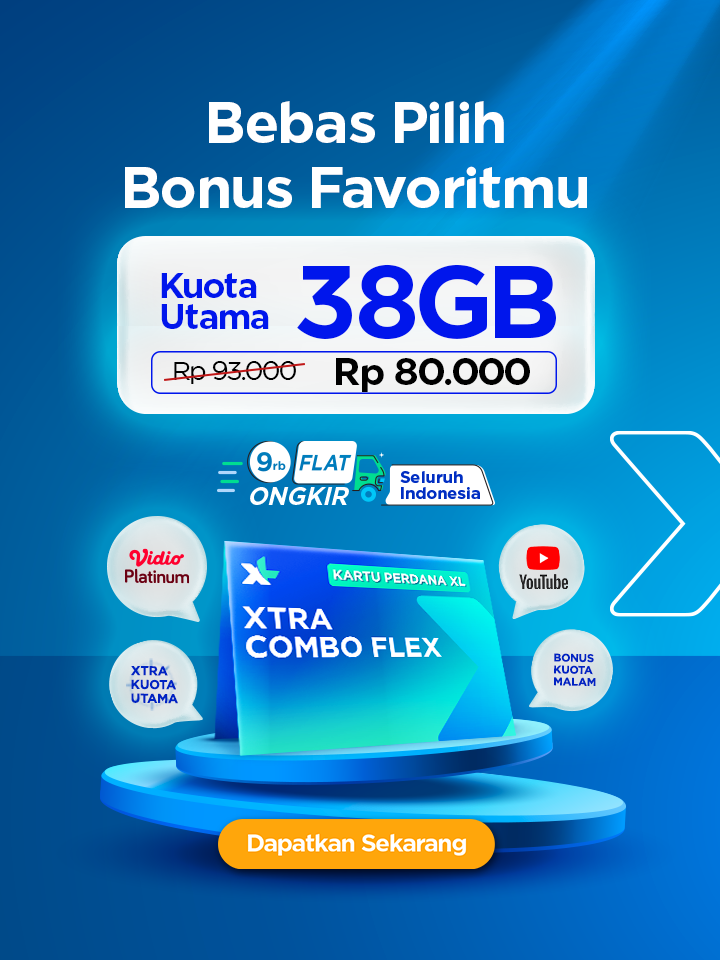 Bebas Pilih
Bonus Favoritmu
Kuota
Utama
38GB
Rp 93.000 Rp 80.000
9rb FLAT
ONGKIR
Seluruh
Indonesia
Vidio
Platinum
YouTube
XL
KARTU PERDANA XL
XTRA
COMBO FLEX
XTRA
KUOTA
UTAMA
BONUS
KUOTA
MALAM
Dapatkan Sekarang